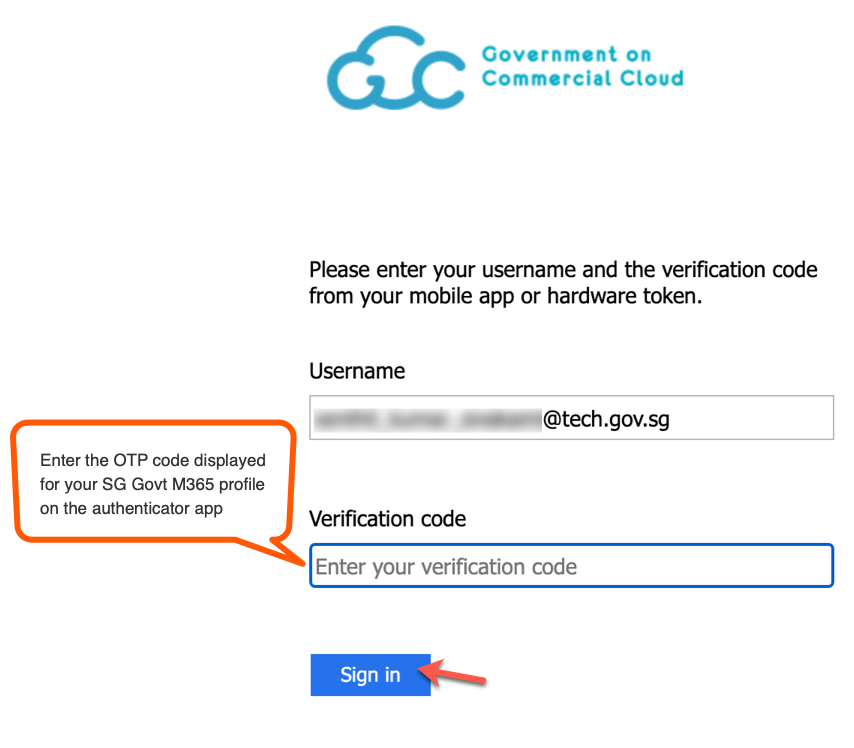 GCC
Government on
Commercial Cloud
Please enter your username and the verification code
from your mobile app or hardware token.
Username
@tech.gov.sg
Enter the OTP code displayed
for your SG Govt M365 profile
on the authenticator app
Verification code
Enter your verification code
Sign in